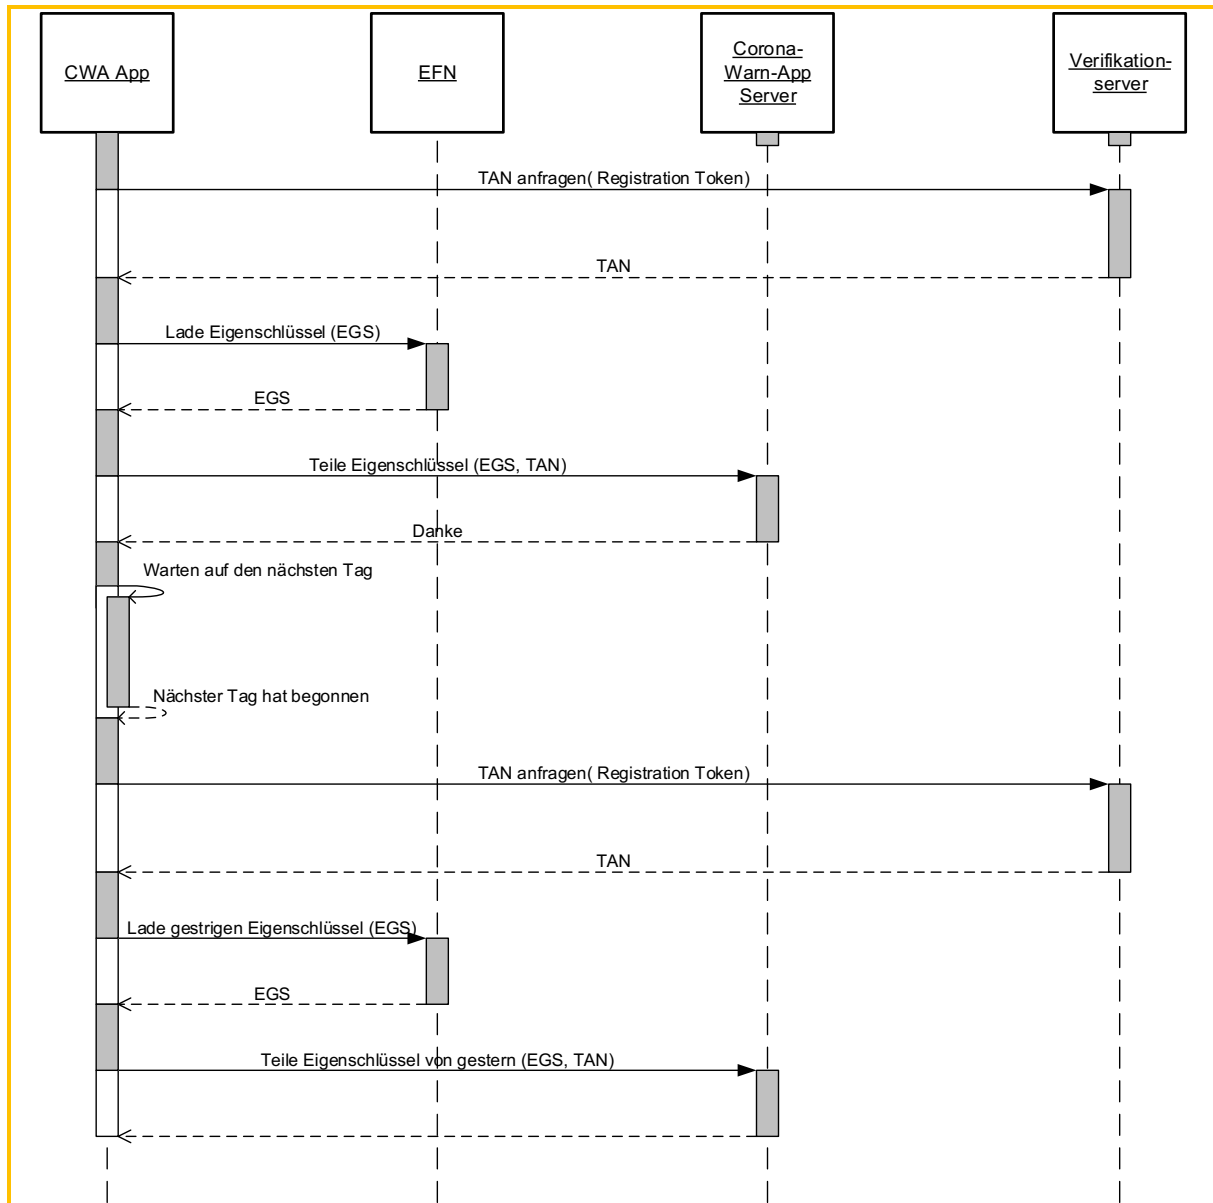 CWA App
EFN
Corona-
Warn-App
Server
Verifikation-
server
TAN anfragen( Registration Token)
TAN
Lade Eigenschlüssel (EGS)
EGS
Teile Eigenschlüssel (EGS, TAN)
Danke
Warten auf den nächsten Tag
Nächster Tag hat begonnen
TAN anfragen( Registration Token)
TAN
Lade gestrigen Eigenschlüssel (EGS)
EGS
Teile Eigenschlüssel von gestern (EGS, TAN)